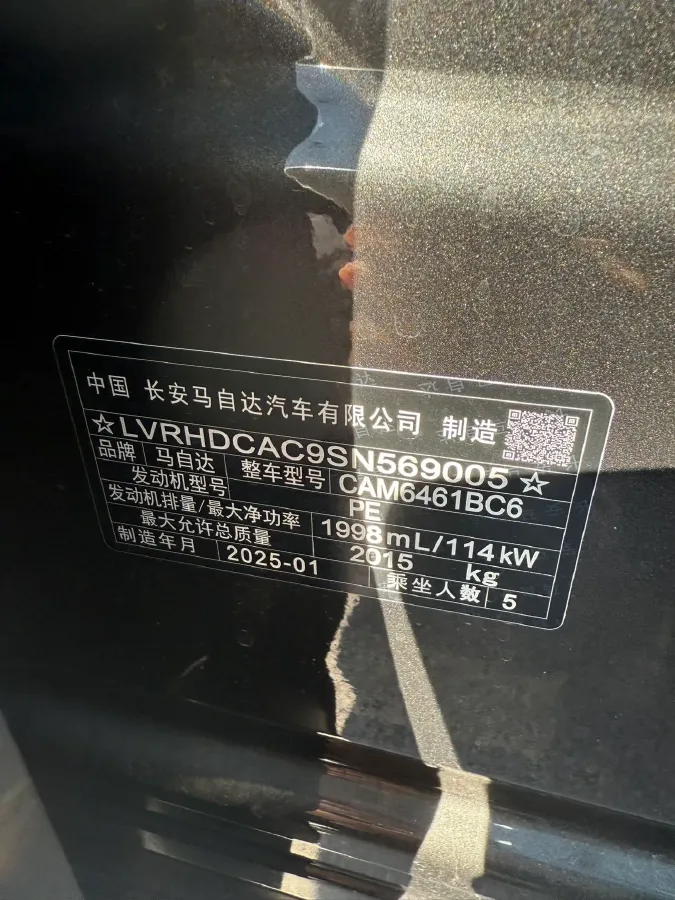 中国 长安马自达汽车有限公司 制造
☆LVRHDCAC9SN569005☆
品牌 马自达 整车型号 CAM6461BC6
发动机型号 PE
发动机排量/最大净功率 1998mL/114kW
最大允许总质量 2015 kg
制造年月 2025-01 乘坐人数 5